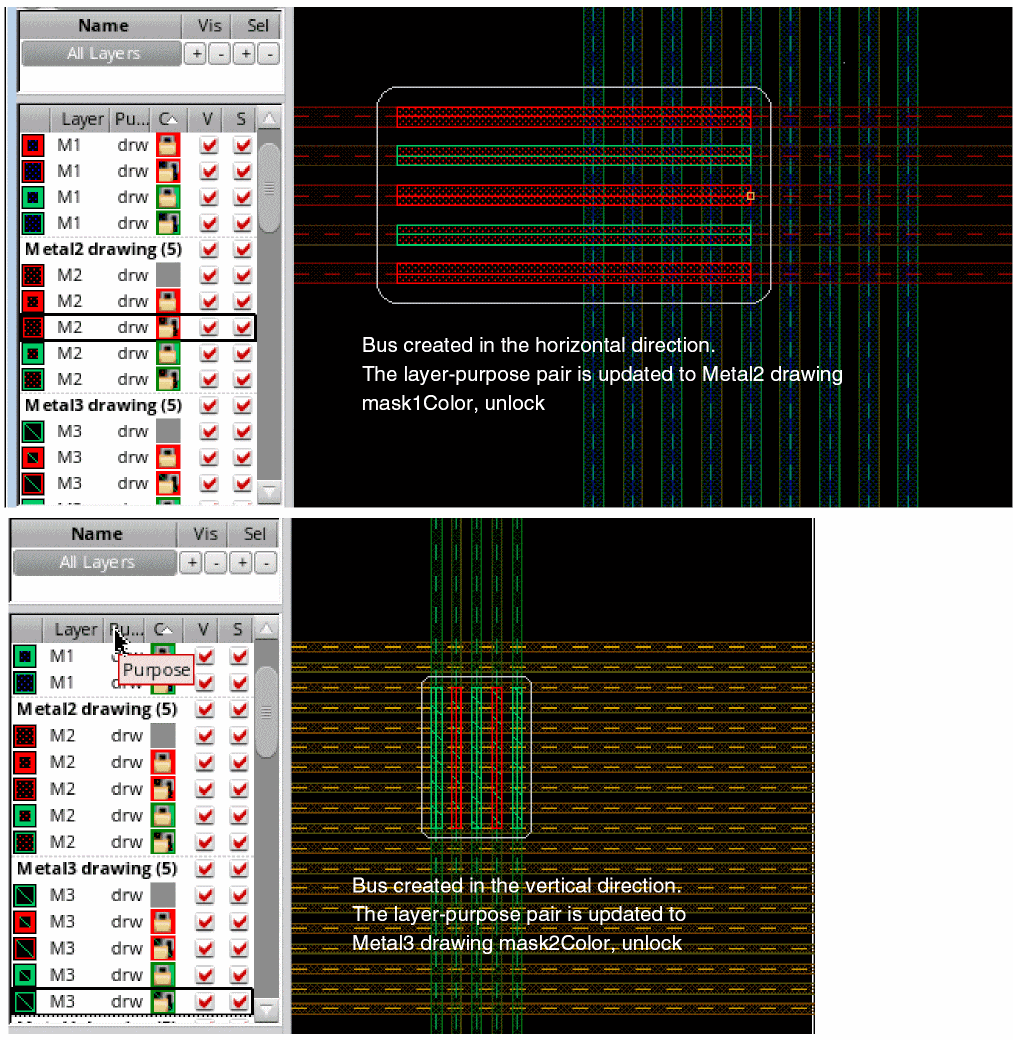 Name Vis Sel
All Layers + - + -
Layer Pu... C V S
M1 drw
M1 drw
M1 drw
M1 drw
Metal2 drawing (5)
M2 drw
M2 drw
M2 drw
M2 drw
M2 drw
Metal3 drawing (5)
M3 drw
M3 drw
M3 drw
Bus created in the horizontal direction.
The layer-purpose pair is updated to Metal2 drawing
mask1Color, unlock
Name Vis Sel
All Layers + - + -
Layer Pu... C V S
M1
Purpose
M1
Metal2 drawing (5)
M2 drw
M2 drw
M2 drw
M2 drw
M2 drw
Metal3 drawing (5)
M3 drw
M3 drw
M3 drw
M3 drw
M3 drw
Bus created in the vertical direction.
The layer-purpose pair is updated to
Metal3 drawing mask2Color, unlock